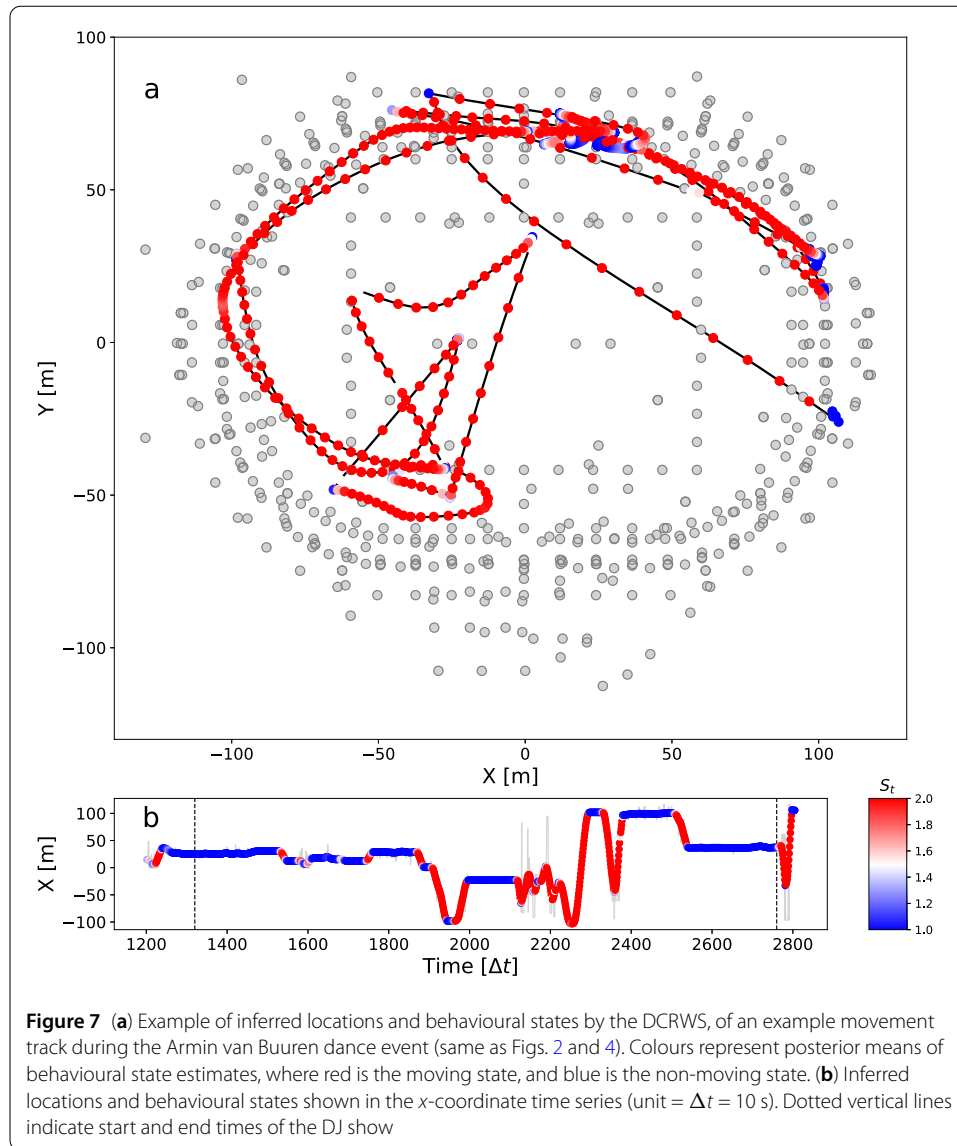 100
a
50
Y [m]
0
−50
−100
−100
−50
0
50
100
X [m]
b
100
50
0
−50
−100
X [m]
1200
1400
1600
1800
2000
2200
2400
2600
2800
Time [Δt]
S_t
2.0
1.8
1.6
1.4
1.2
1.0
Figure 7 (a) Example of inferred locations and behavioural states by the DCRWS, of an example movement
track during the Armin van Buuren dance event (same as Figs. 2 and 4). Colours represent posterior means of
behavioural state estimates, where red is the moving state, and blue is the non-moving state. (b) Inferred
locations and behavioural states shown in the x-coordinate time series (unit = Δt = 10 s). Dotted vertical lines
indicate start and end times of the DJ show